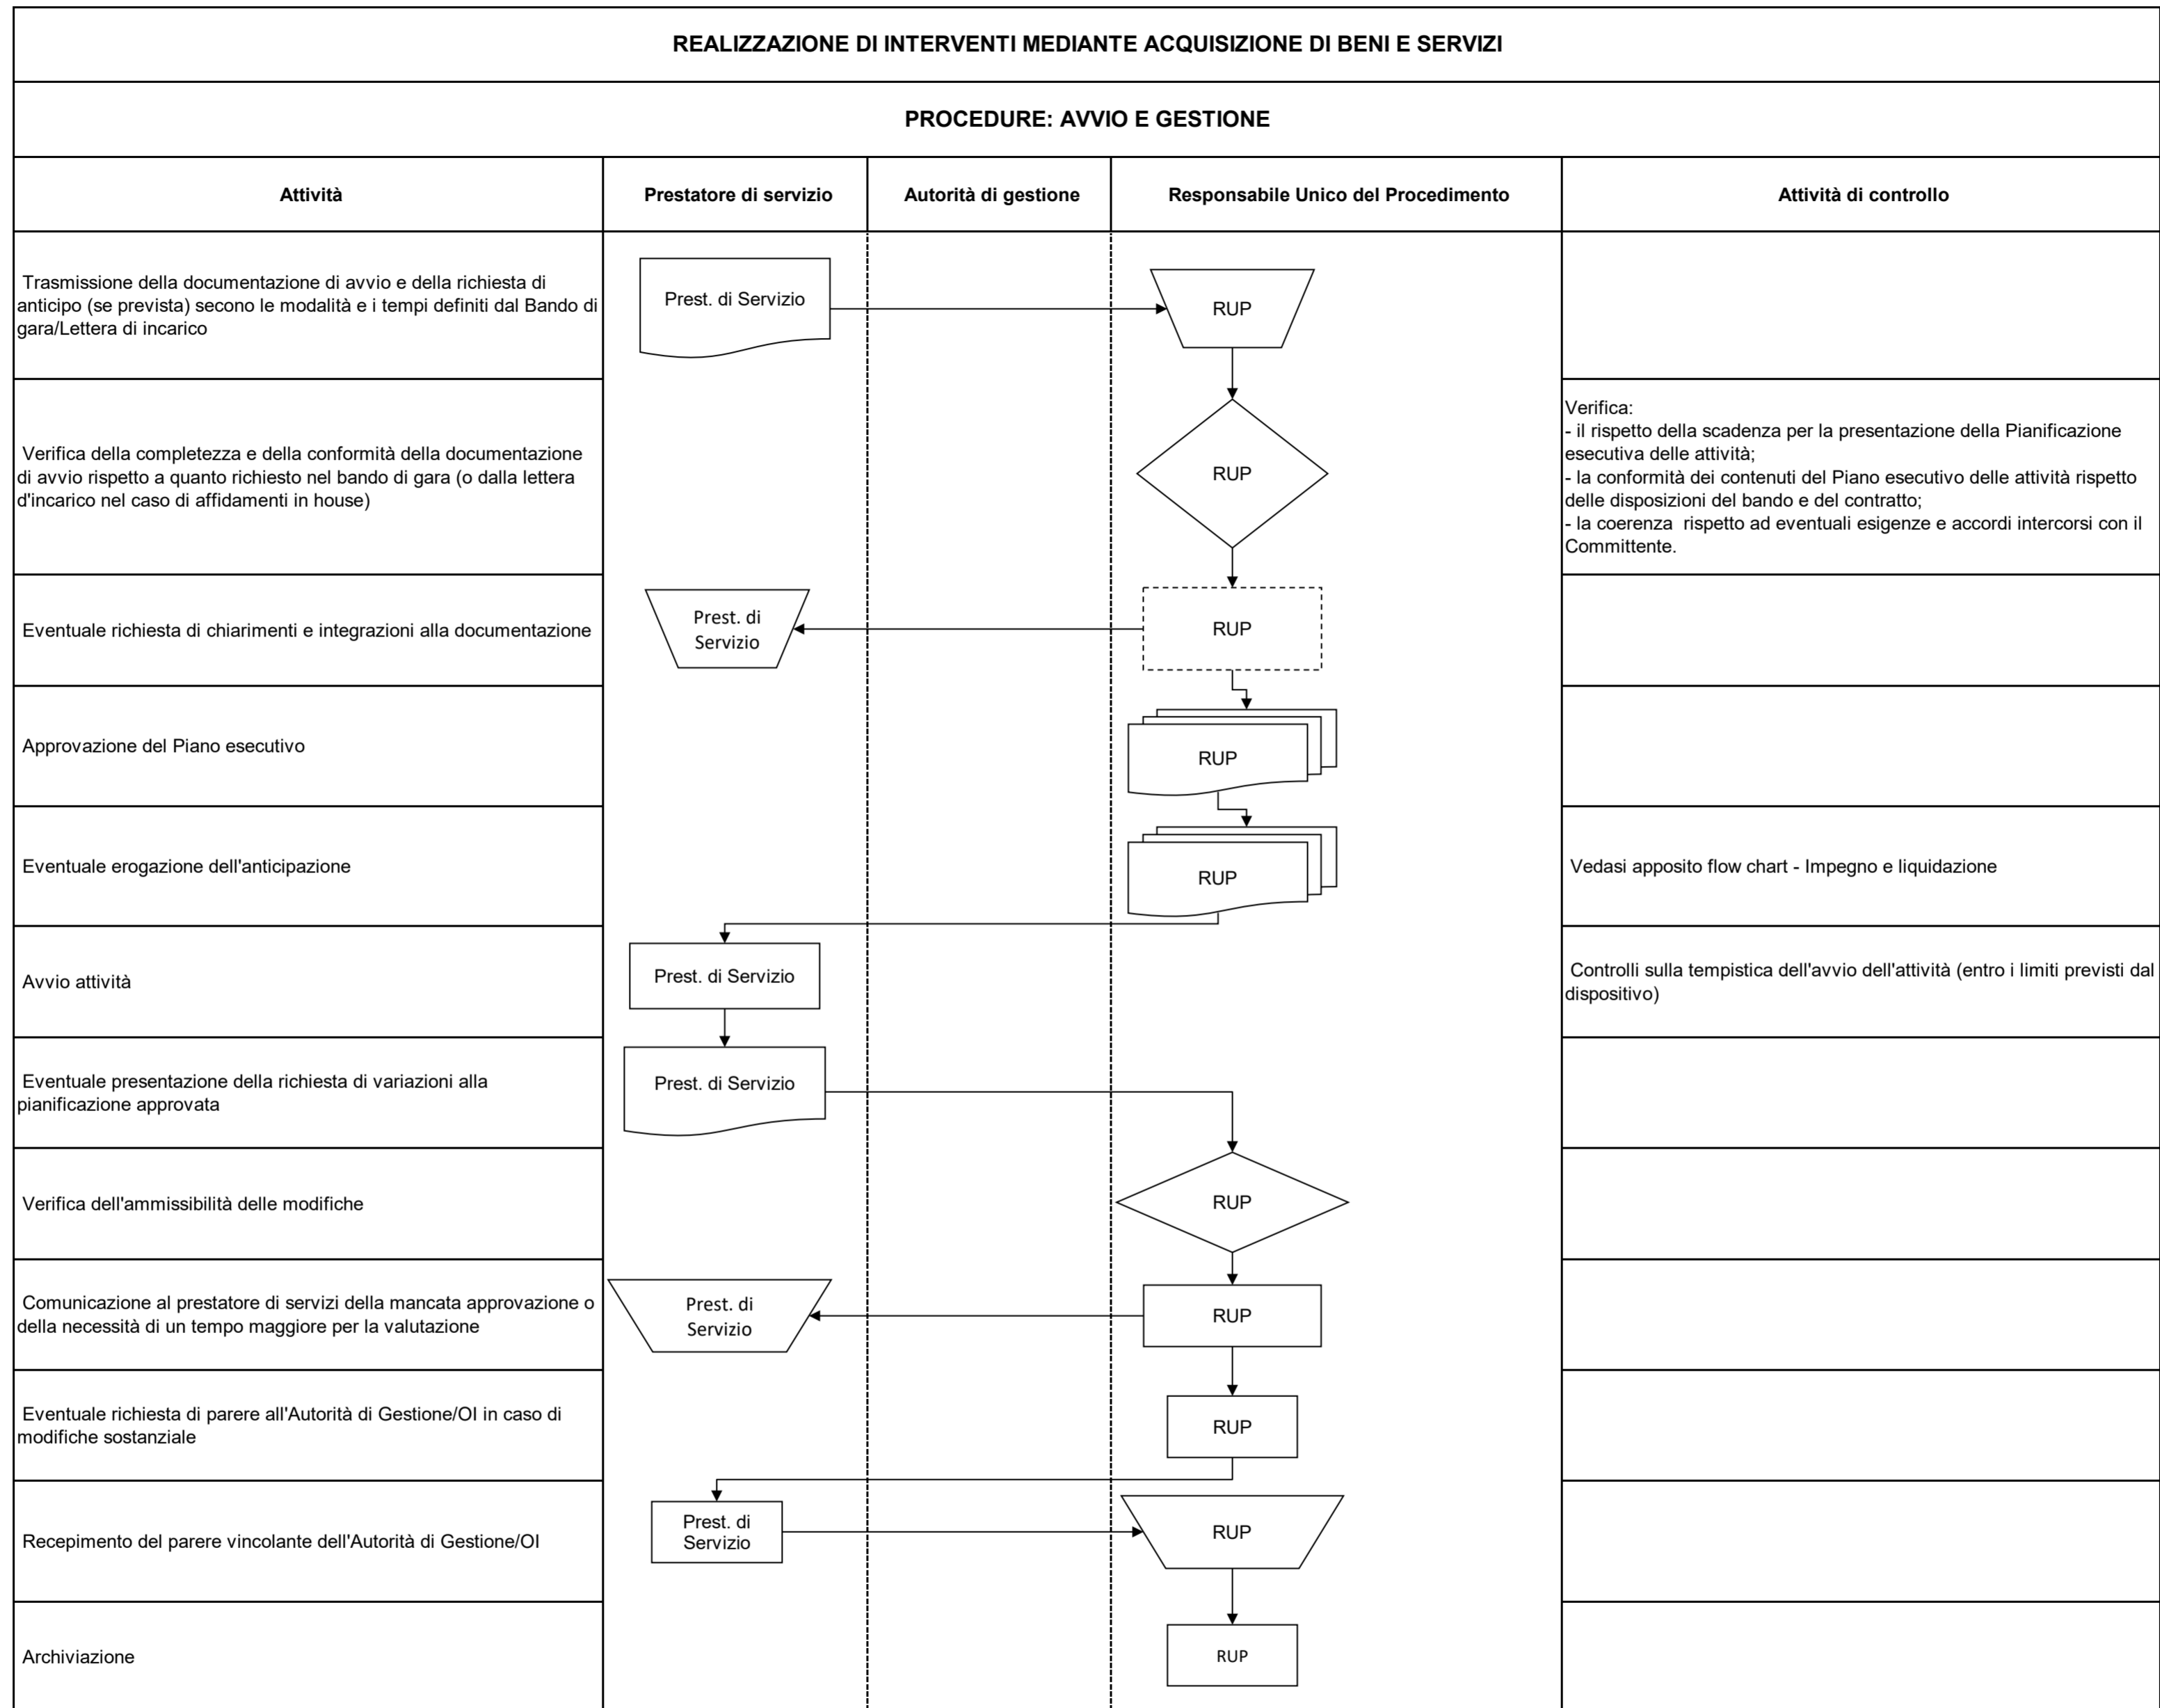 REALIZZAZIONE DI INTERVENTI MEDIANTE ACQUISIZIONE DI BENI E SERVIZI
PROCEDURE: AVVIO E GESTIONE
Attività
Prestatore di servizio
Autorità di gestione
Responsabile Unico del Procedimento
Attività di controllo
Trasmissione della documentazione di avvio e della richiesta di
anticipo (se prevista) secono le modalità e i tempi definiti dal Bando di
gara/Lettera di incarico
Prest. di Servizio
RUP
Verifica della completezza e della conformità della documentazione
di avvio rispetto a quanto richiesto nel bando di gara (o dalla lettera
d'incarico nel caso di affidamenti in house)
RUP
Verifica:
- il rispetto della scadenza per la presentazione della Pianificazione
esecutiva delle attività;
- la conformità dei contenuti del Piano esecutivo delle attività rispetto
delle disposizioni del bando e del contratto;
- la coerenza  rispetto ad eventuali esigenze e accordi intercorsi con il
Committente.
Eventuale richiesta di chiarimenti e integrazioni alla documentazione
Prest. di
Servizio
RUP
Approvazione del Piano esecutivo
RUP
Eventuale erogazione dell'anticipazione
RUP
Vedasi apposito flow chart - Impegno e liquidazione
Avvio attività
Prest. di Servizio
Controlli sulla tempistica dell'avvio dell'attività (entro i limiti previsti dal
dispositivo)
Eventuale presentazione della richiesta di variazioni alla
pianificazione approvata
Prest. di Servizio
Verifica dell'ammissibilità delle modifiche
RUP
Comunicazione al prestatore di servizi della mancata approvazione o
della necessità di un tempo maggiore per la valutazione
Prest. di
Servizio
RUP
Eventuale richiesta di parere all'Autorità di Gestione/OI in caso di
modifiche sostanziale
RUP
Recepimento del parere vincolante dell'Autorità di Gestione/OI
Prest. di
Servizio
RUP
Archiviazione
RUP